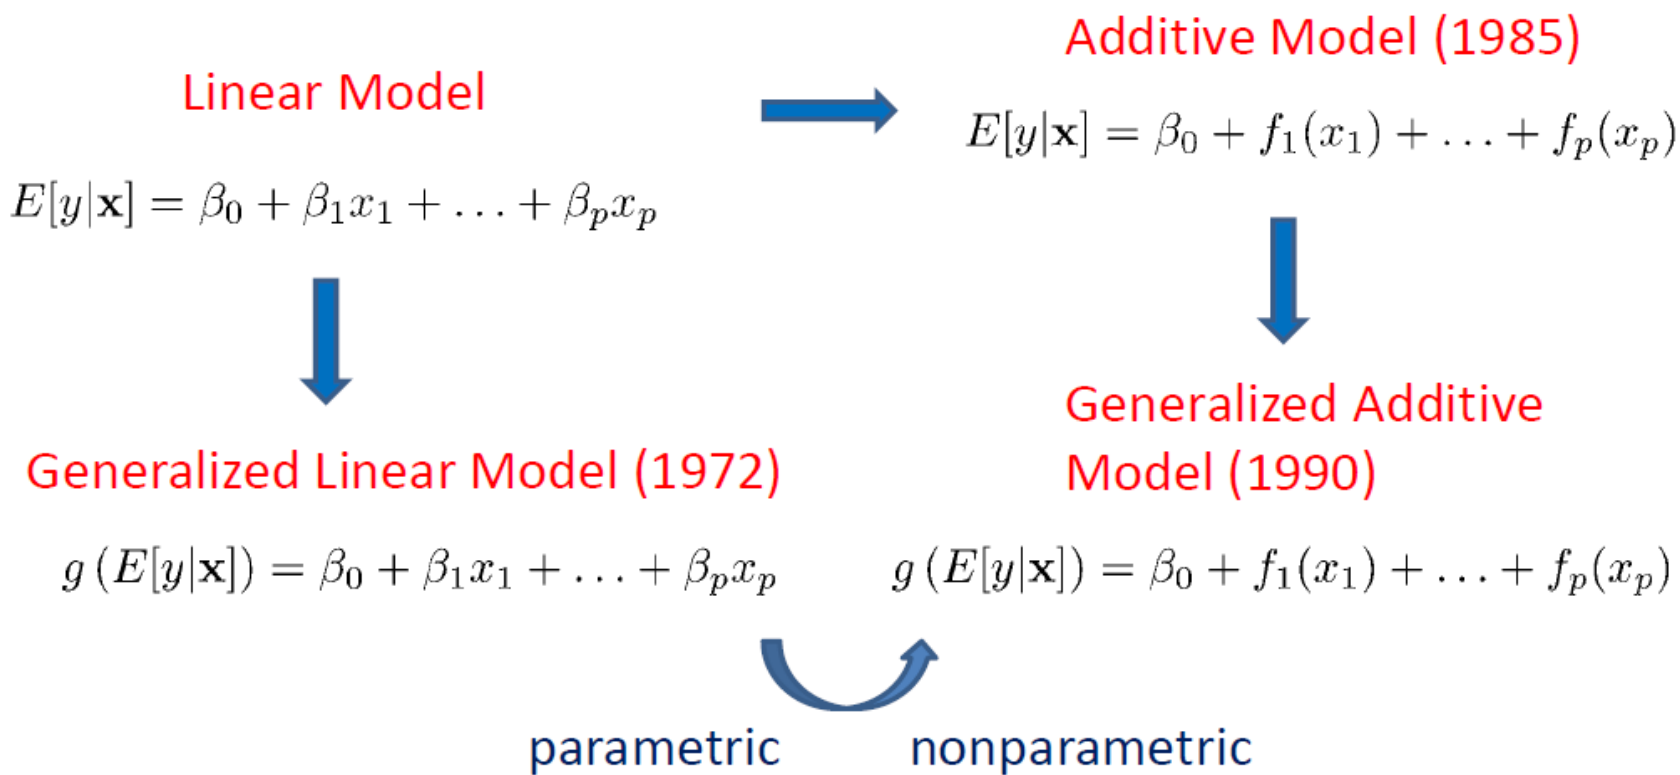 Linear Model
E[y|x] = β₀ + β₁x₁ + … + βₚxₚ
Additive Model (1985)
E[y|x] = β₀ + f₁(x₁) + … + fₚ(xₚ)
Generalized Linear Model (1972)
g (E[y|x]) = β₀ + β₁x₁ + … + βₚxₚ
Generalized Additive
Model (1990)
g (E[y|x]) = β₀ + f₁(x₁) + … + fₚ(xₚ)
parametric
nonparametric